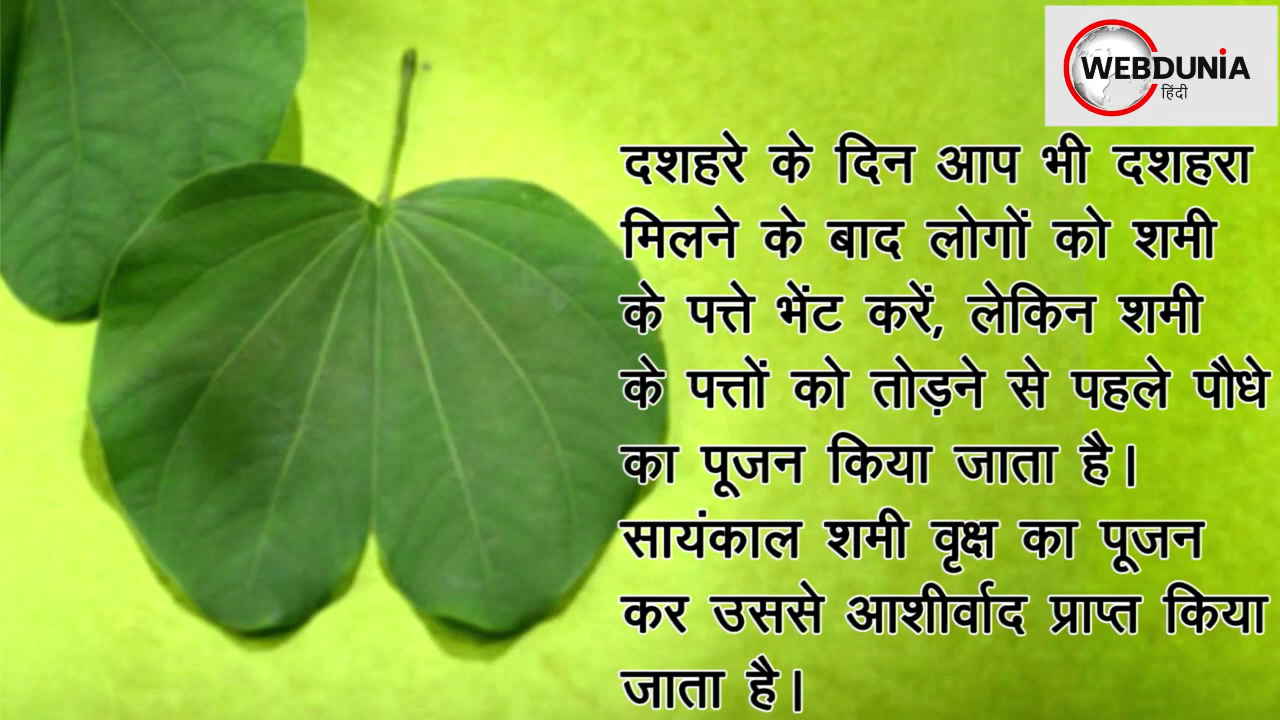 WEBDUNIA
हिंदी
दशहरे के दिन आप भी दशहरा
मिलने के बाद लोगों को शमी
के पत्ते भेंट करें, लेकिन शमी
के पत्तों को तोड़ने से पहले पौधे
का पूजन किया जाता है।
सायंकाल शमी वृक्ष का पूजन
कर उससे आशीर्वाद प्राप्त किया
जाता है।